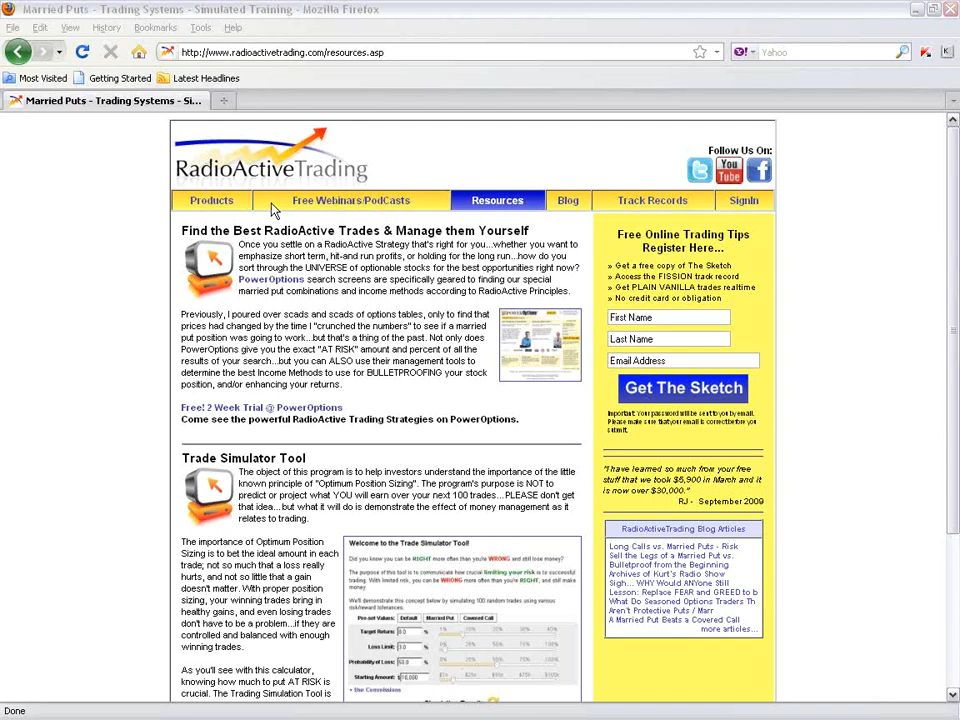 Married Puts - Trading Systems - Simulated Training - Mozilla Firefox
File Edit View History Bookmarks Tools Help
http://www.radioactivetrading.com/resources.asp
Yahoo
Most Visited Getting Started Latest Headlines
Married Puts - Trading Systems - Si...
RadioActiveTrading
Follow Us On:
You
Tube
Products Free Webinars/PodCasts Resources Blog Track Records SignIn
Find the Best RadioActive Trades & Manage them Yourself
Once you settle on a RadioActive Strategy that's right for you...whether you want to
emphasize short term, hit-and run profits, or holding for the long run...how do you
sort through the UNIVERSE of optionable stocks for the best opportunities right now?
PowerOptions search screens are specifically geared to finding our special
married put combinations and income methods according to RadioActive Principles.
Previously, I poured over scads and scads of options tables, only to find that
prices had changed by the time I "crunched the numbers" to see if a married
put position was going to work...but that's a thing of the past. Not only does
PowerOptions give you the exact "AT RISK" amount and percent of all the
results of your search...but you can ALSO use their management tools to
determine the best Income Methods to use for BULLETPROOFING your stock
position, and/or enhancing your returns.
Free! 2 Week Trial @ PowerOptions
Come see the powerful RadioActive Trading Strategies on PowerOptions.
Trade Simulator Tool
The object of this program is to help investors understand the importance of the little
known principle of "Optimum Position Sizing". The program's purpose is NOT to
predict or project what YOU will earn over your next 100 trades...PLEASE don't get
that idea...but what it will do is demonstrate the effect of money management as it
relates to trading.
The importance of Optimum Position
Sizing is to bet the ideal amount in each
trade; not so much that a loss really
hurts, and not so little that a gain
doesn't matter. With proper position
sizing, your winning trades bring in
healthy gains, and even losing trades
don't have to be a problem...if they are
controlled and balanced with enough
winning trades.
As you'll see with this calculator,
knowing how much to put AT RISK is
crucial. The Trading Simulation Tool is
Welcome to the Trade Simulator Tool!
Did you know you can be RIGHT more often than you're WRONG and still lose money?
The purpose of this tool is to communicate how crucial limiting your risk is to successful
trading. With limited risk, you can be WRONG more often than you're RIGHT, and still make
money.
We'll demonstrate this concept by simulating 100 random trades using various
risk/reward tolerances.
Pre-set Values: Default Married Put Covered Call
Target Return: 8.0 %
Loss Limit: 3.0 %
Probability of Loss: 50.0 %
Starting Amount: $10,000
+ Use Commissions
Free Online Trading Tips
Register Here...
» Get a free copy of The Sketch
» Access the FISSION track record
» Get PLAIN VANILLA trades realtime
» No credit card or obligation
First Name
Last Name
Email Address
Get The Sketch
Important: Your password will be sent to you by email.
Please make sure that your email is correct before you
submit.
"I have learned so much from your free
stuff that we took $5,900 in March and it
is now over $30,000."
RJ - September 2009
RadioActiveTrading Blog Articles
Long Calls vs. Married Puts - Risk
Sell the Legs of a Married Put vs.
Bulletproof from the Beginning
Archives of Kurt's Radio Show
Sigh... WHY Would ANYone Still
Lesson: Replace FEAR and GREED to b
What Do Seasoned Options Traders Th
Aren't Protective Puts / Marr
A Married Put Beats a Covered Call
more articles...
Done